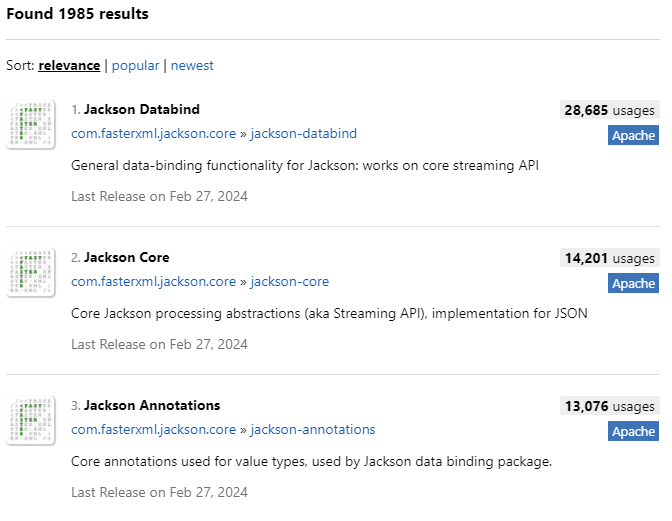 Found 1985 results
Sort: relevance | popular | newest
1. Jackson Databind 28,685 usages
com.fasterxml.jackson.core » jackson-databind Apache
General data-binding functionality for Jackson: works on core streaming API
Last Release on Feb 27, 2024
2. Jackson Core 14,201 usages
com.fasterxml.jackson.core » jackson-core Apache
Core Jackson processing abstractions (aka Streaming API), implementation for JSON
Last Release on Feb 27, 2024
3. Jackson Annotations 13,076 usages
com.fasterxml.jackson.core » jackson-annotations Apache
Core annotations used for value types, used by Jackson data binding package.
Last Release on Feb 27, 2024